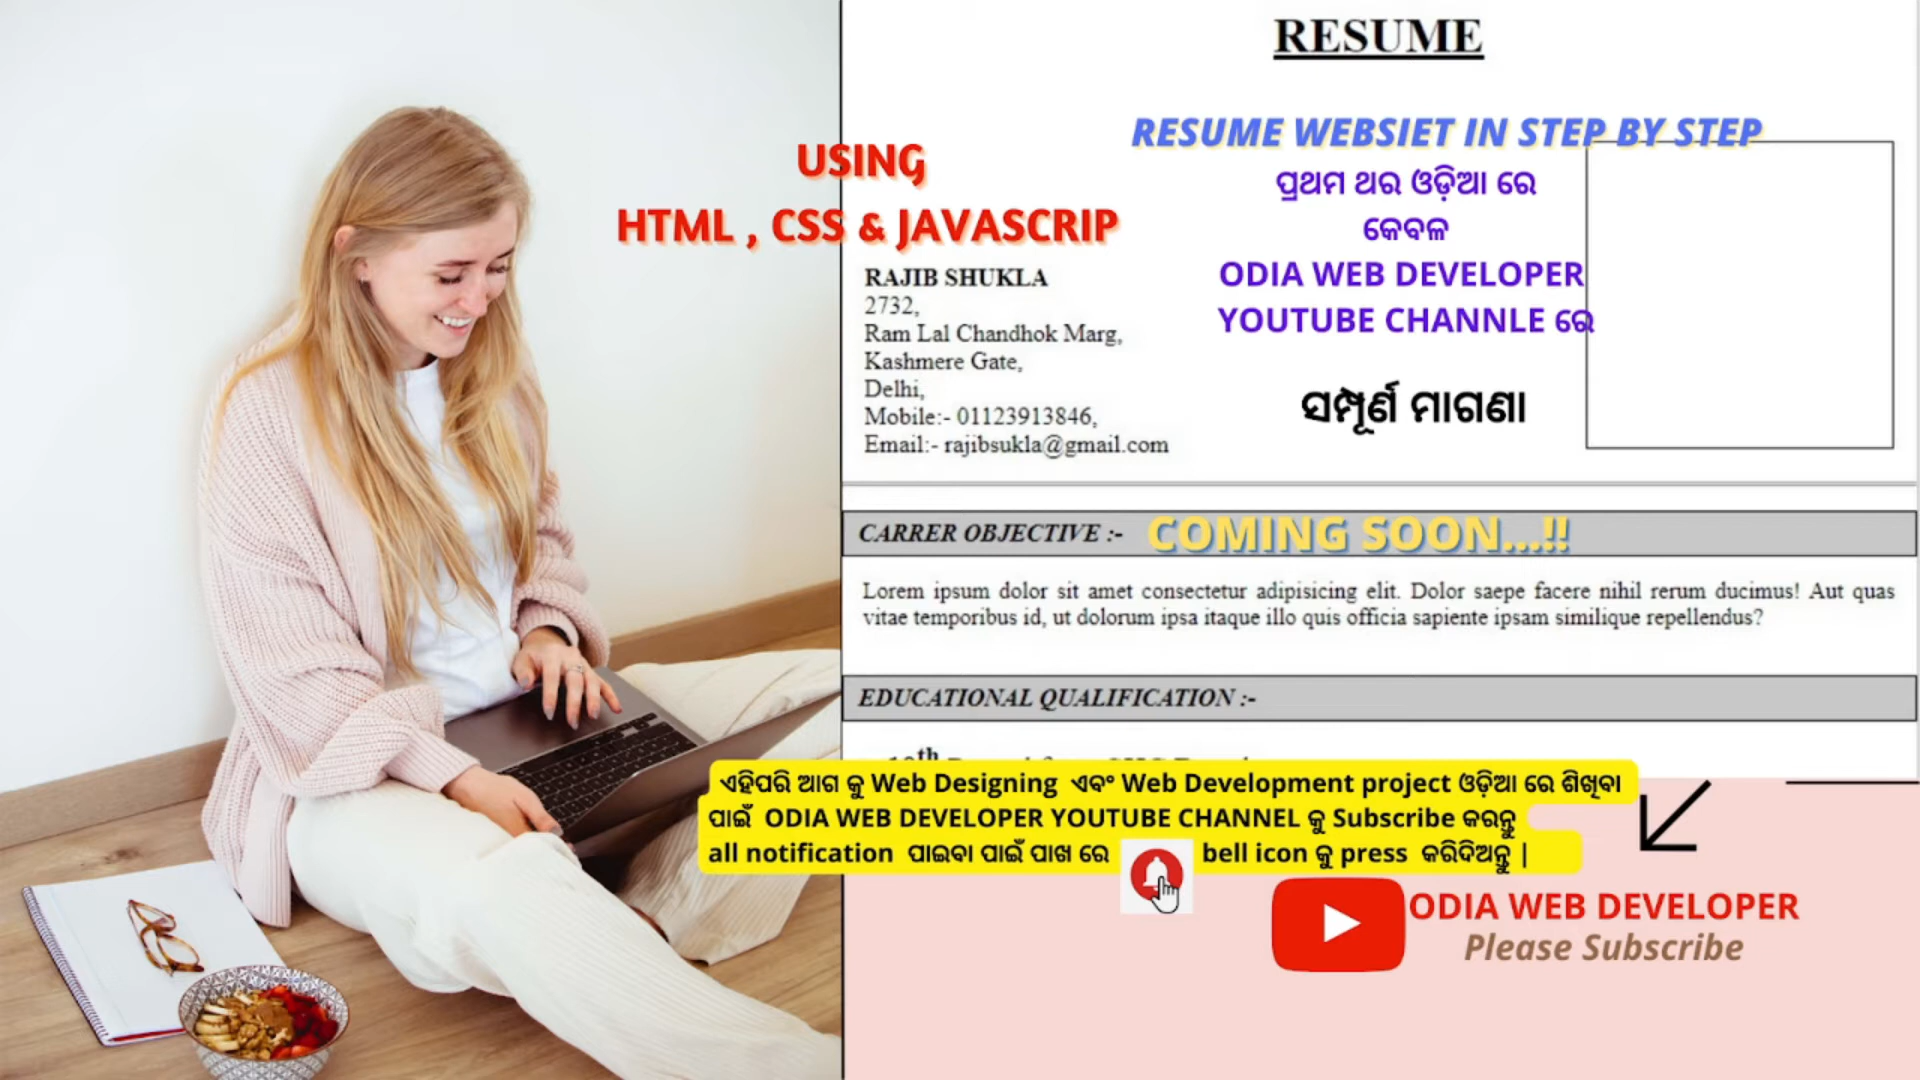 RESUME
RESUME WEBSIET IN STEP BY STEP
USING
HTML , CSS & JAVASCRIP
ପ୍ରଥମ ଥର ଓଡ଼ିଆ ରେ
କେବଳ
ODIA WEB DEVELOPER
YOUTUBE CHANNLE ରେ
ସମ୍ପୂର୍ଣ ମାଗଣା
RAJIB SHUKLA
2732,
Ram Lal Chandhok Marg,
Kashmere Gate,
Delhi,
Mobile:- 01123913846,
Email:- rajibsukla@gmail.com
CARRER OBJECTIVE :-
COMING SOON...!!
Lorem ipsum dolor sit amet consectetur adipisicing elit. Dolor saepe facere nihil rerum ducimus! Aut quas
vitae temporibus id, ut dolorum ipsa itaque illo quis officia sapiente ipsam similique repellendus?
EDUCATIONAL QUALIFICATION :-
ଏହିପରି ଆଗ କୁ Web Designing ଏବଂ Web Development project ଓଡ଼ିଆ ରେ ଶିଖିବା
ପାଇଁ ODIA WEB DEVELOPER YOUTUBE CHANNEL କୁ Subscribe କରନ୍ତୁ
all notification ପାଇବା ପାଇଁ ପାଖ ରେ bell icon କୁ press କରିଦିଅନ୍ତୁ |
ODIA WEB DEVELOPER
Please Subscribe